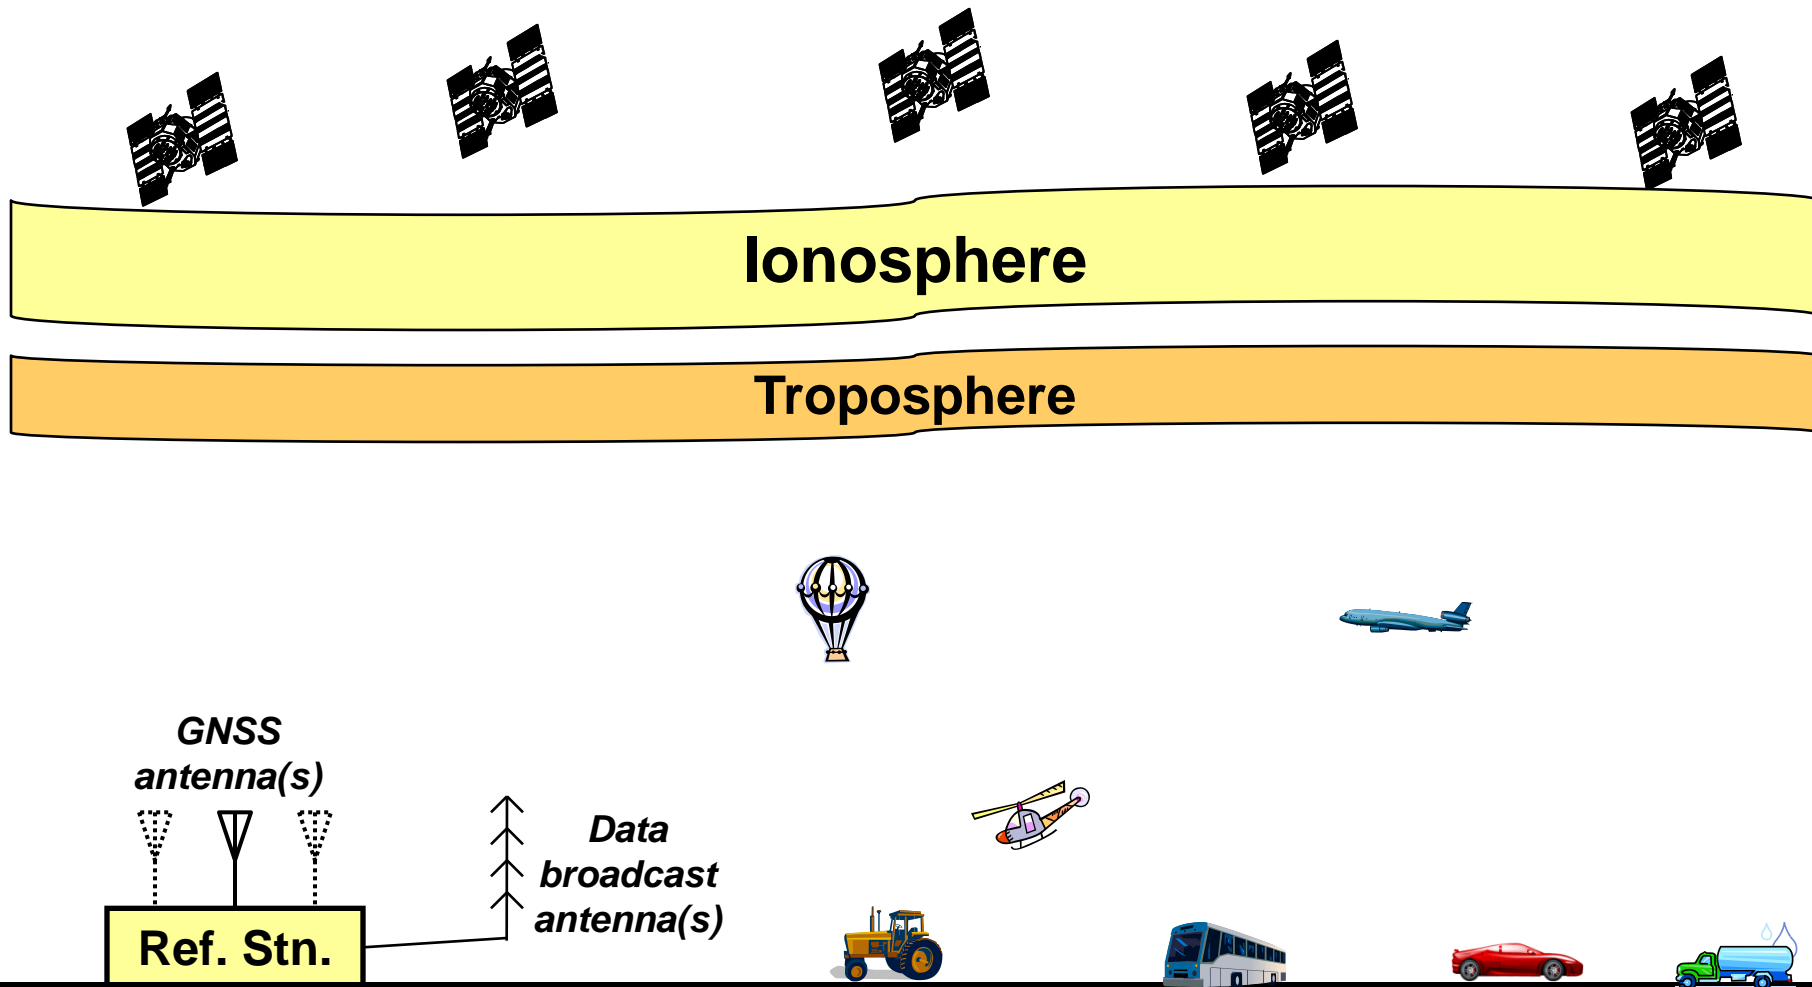 Ionosphere
Troposphere
GNSS
antenna(s)
Data
broadcast
antenna(s)
Ref. Stn.